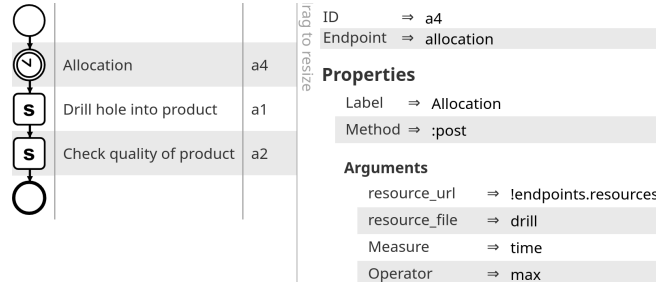 Allocation a4
s Drill hole into product a1
s Check quality of product a2
rag to resize
ID ⇒ a4
Endpoint ⇒ allocation
Properties
Label ⇒ Allocation
Method ⇒ :post
Arguments
resource_url ⇒ !endpoints.resources
resource_file ⇒ drill
Measure ⇒ time
Operator ⇒ max